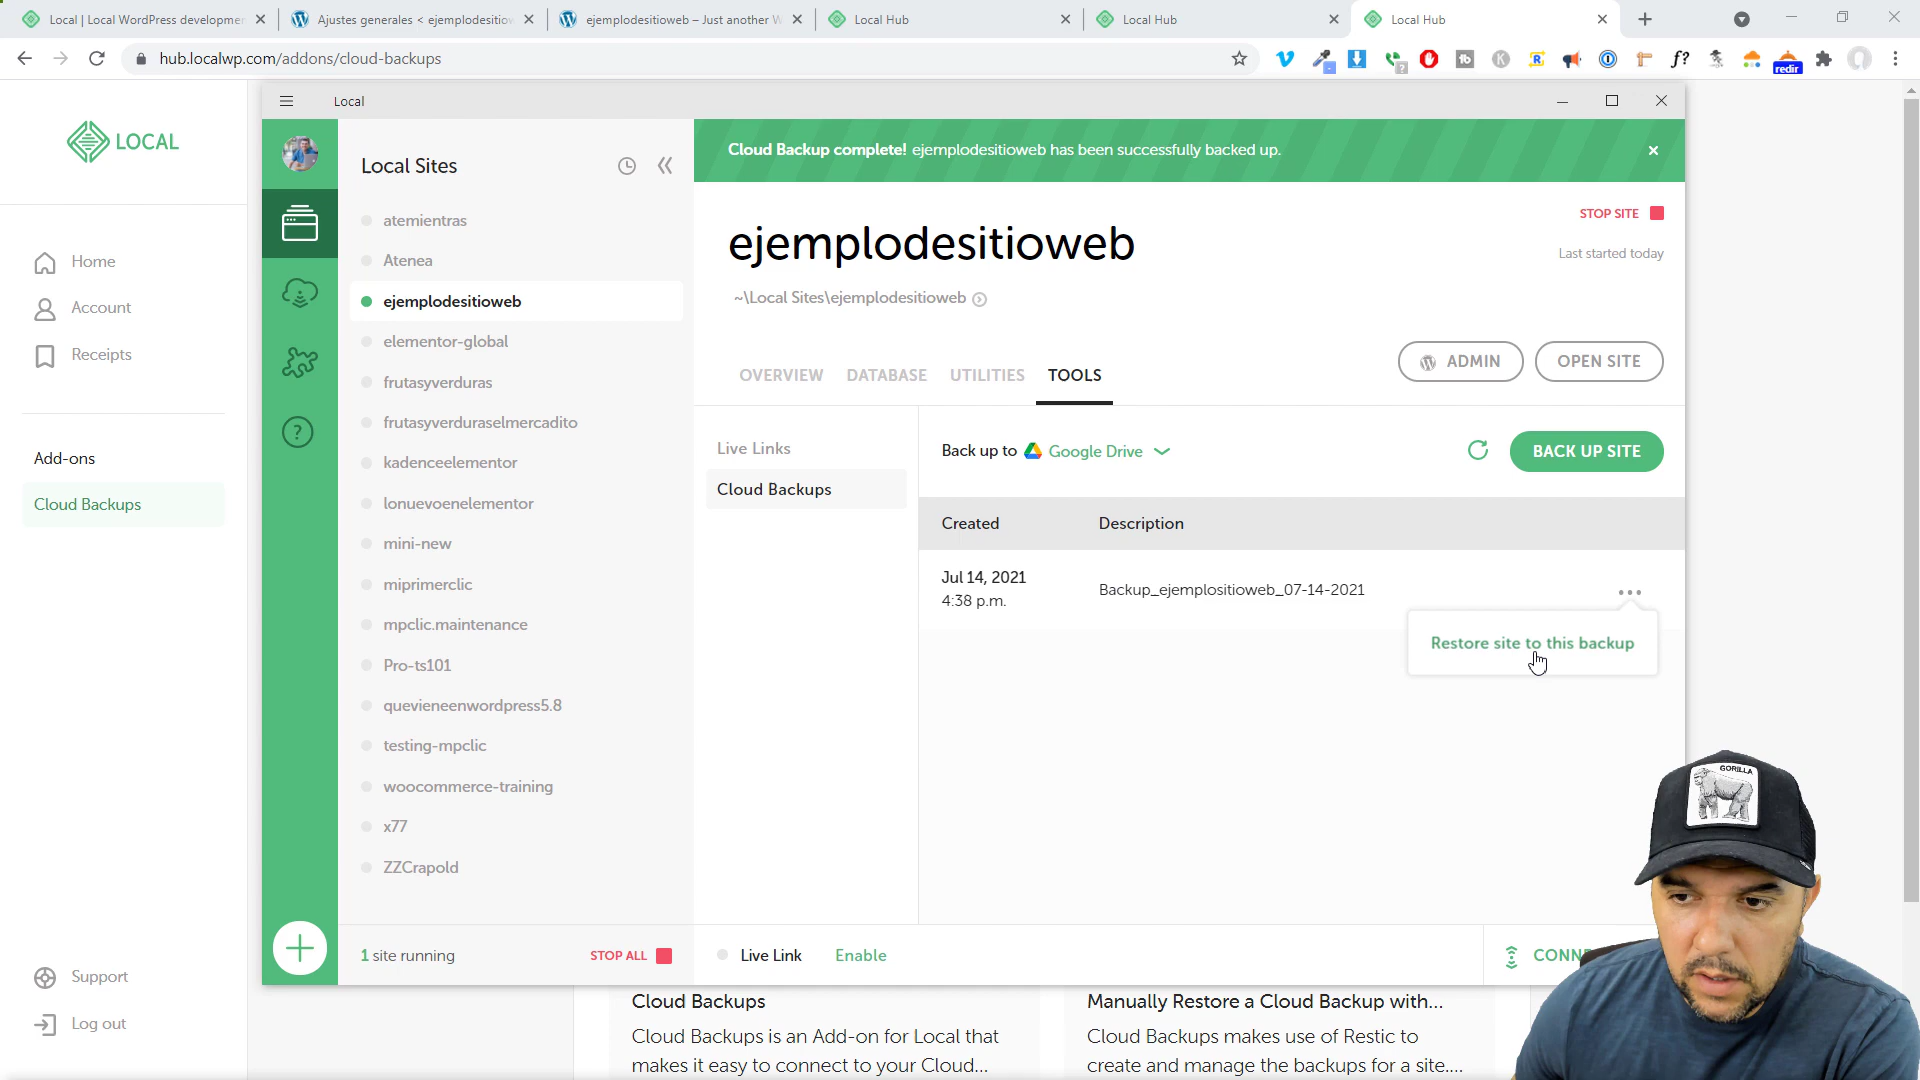 Local | Local WordPress developmer
Ajustes generales < ejemplodesitiow
ejemplodesitioweb – Just another W
Local Hub
Local Hub
Local Hub
hub.localwp.com/addons/cloud-backups
redir
LOCAL
Home
Account
Receipts
Add-ons
Cloud Backups
Support
Log out
Local
Local Sites
atemientras
Atenea
ejemplodesitioweb
elementor-global
frutasyverduras
frutasyverduraselmercadito
kadenceelementor
lonuevoenelementor
mini-new
miprimerclic
mpclic.maintenance
Pro-ts101
quevieneenwordpress5.8
testing-mpclic
woocommerce-training
x77
ZZCrapold
1 site running
STOP ALL
Cloud Backup complete! ejemplodesitioweb has been successfully backed up.
ejemplodesitioweb
STOP SITE
Last started today
~\Local Sites\ejemplodesitioweb
OVERVIEW DATABASE UTILITIES TOOLS
ADMIN
OPEN SITE
Live Links
Cloud Backups
Back up to Google Drive
BACK UP SITE
Created Description
Jul 14, 2021
4:38 p.m.
Backup_ejemplositioweb_07-14-2021
Restore site to this backup
Live Link Enable
CONNE
Cloud Backups
Cloud Backups is an Add-on for Local that
makes it easy to connect to your Cloud...
Manually Restore a Cloud Backup with...
Cloud Backups makes use of Restic to
create and manage the backups for a site....
GORILLA